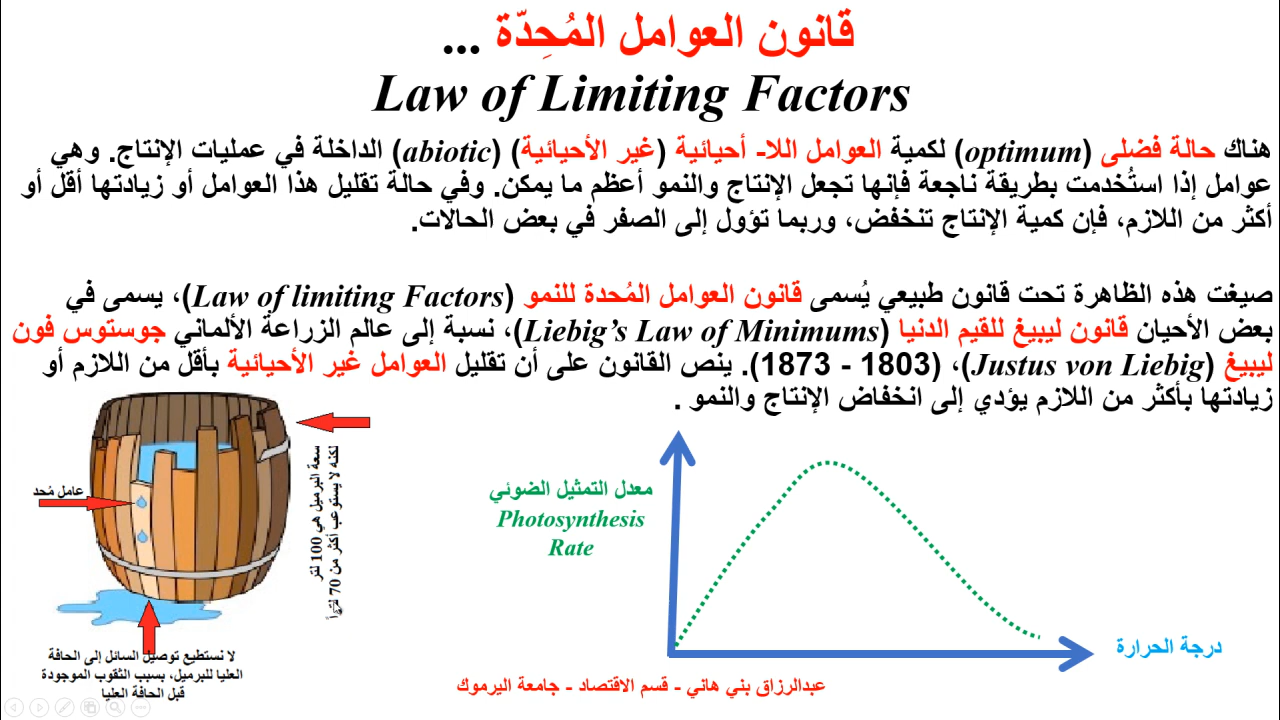 قانون العوامل المُحِدّة ...
Law of Limiting Factors
هناك حالة فضلى (optimum) لكمية العوامل اللا- أحيائية (غير الأحيائية) (abiotic) الداخلة في عمليات الإنتاج. وهي
عوامل إذا استُخدمت بطريقة ناجعة فإنها تجعل الإنتاج والنمو أعظم ما يمكن. وفي حالة تقليل هذا العوامل أو زيادتها أقل أو
أكثر من اللازم، فإن كمية الإنتاج تنخفض، وربما تؤول إلى الصفر في بعض الحالات.
صيغت هذه الظاهرة تحت قانون طبيعي يُسمى قانون العوامل المُحدة للنمو (Law of limiting Factors)، يسمى في
بعض الأحيان قانون ليبيغ للقيم الدنيا (Liebig’s Law of Minimums)، نسبة إلى عالم الزراعة الألماني جوستوس فون
ليبيغ (Justus von Liebig)، (1803 - 1873). ينص القانون على أن تقليل العوامل غير الأحيائية بأقل من اللازم أو
زيادتها بأكثر من اللازم يؤدي إلى انخفاض الإنتاج والنمو .
سعة البرميل هي 100 لتر
لكنه لا يستوعب أكثر من 70 لتراً
عامل مُحد
لا نستطيع توصيل السائل إلى الحافة
العليا للبرميل، بسبب الثقوب الموجودة
قبل الحافة العليا
معدل التمثيل الضوئي
Photosynthesis
Rate
درجة الحرارة
عبدالرزاق بني هاني - قسم الاقتصاد - جامعة اليرموك